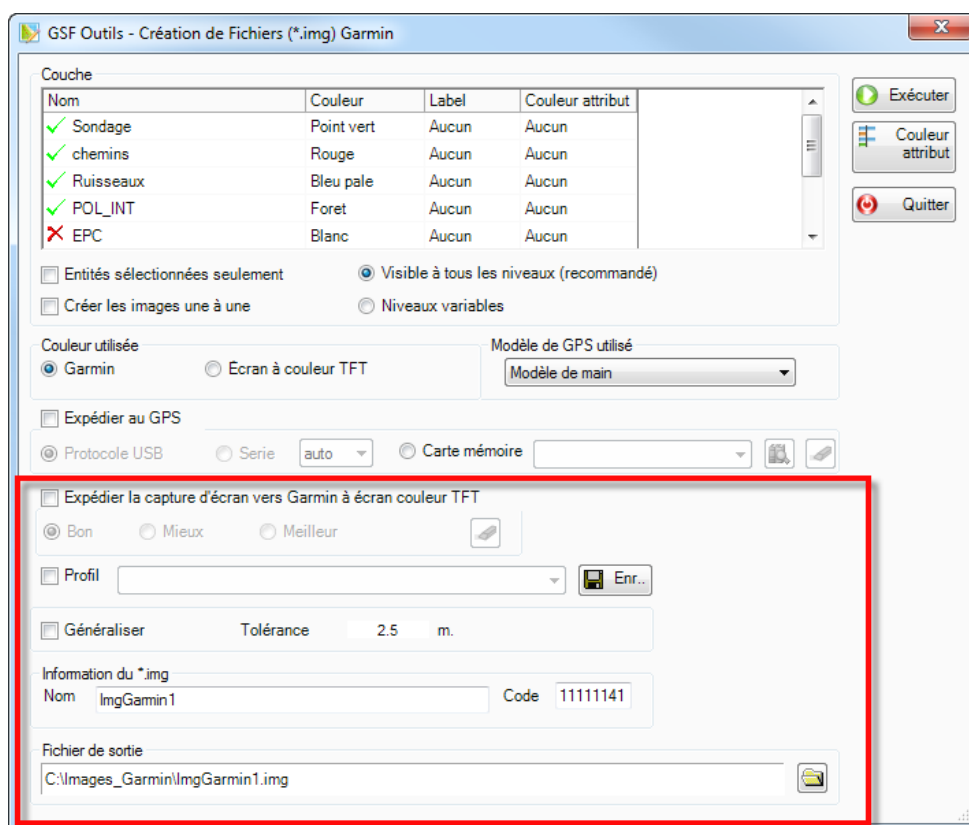 GSF Outils - Création de Fichiers (*.img) Garmin
Couche
Nom Couleur Label Couleur attribut
Sondage Point vert Aucun Aucun
chemins Rouge Aucun Aucun
Ruisseaux Bleu pale Aucun Aucun
POL_INT Foret Aucun Aucun
EPC Blanc Aucun Aucun
Exécuter
Couleur
attribut
Quitter
Entités sélectionnées seulement Visible à tous les niveaux (recommandé)
Créer les images une à une Niveaux variables
Couleur utilisée Modèle de GPS utilisé
Garmin Écran à couleur TFT Modèle de main
Expédier au GPS
Protocole USB Serie auto Carte mémoire
Expédier la capture d'écran vers Garmin à écran couleur TFT
Bon Mieux Meilleur
Profil Enr..
Généraliser Tolérance 2.5 m.
Information du *.img
Nom ImgGarmin1 Code 11111141
Fichier de sortie
C:\Images_Garmin\ImgGarmin1.img